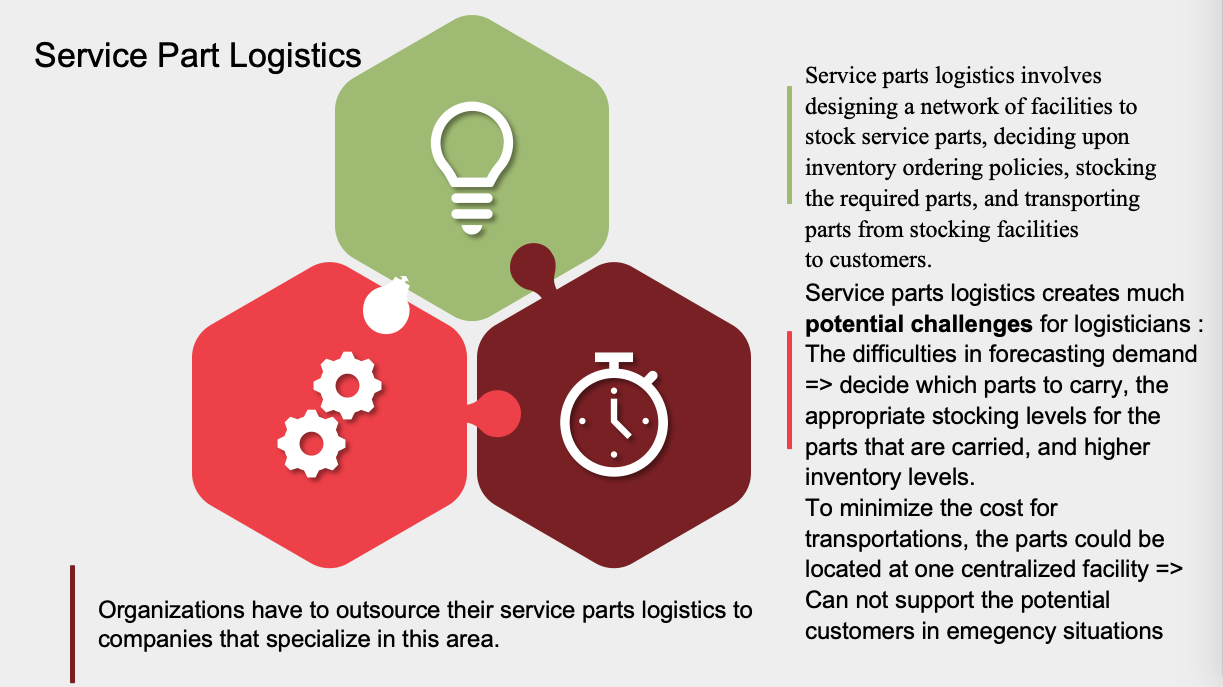 Service Part Logistics
Service parts logistics involves
designing a network of facilities to
stock service parts, deciding upon
inventory ordering policies, stocking
the required parts, and transporting
parts from stocking facilities
to customers.
Service parts logistics creates much
potential challenges for logisticians :
The difficulties in forecasting demand
=> decide which parts to carry, the
appropriate stocking levels for the
parts that are carried, and higher
inventory levels.
To minimize the cost for
transportations, the parts could be
located at one centralized facility =>
Can not support the potential
customers in emegency situations
Organizations have to outsource their service parts logistics to
companies that specialize in this area.